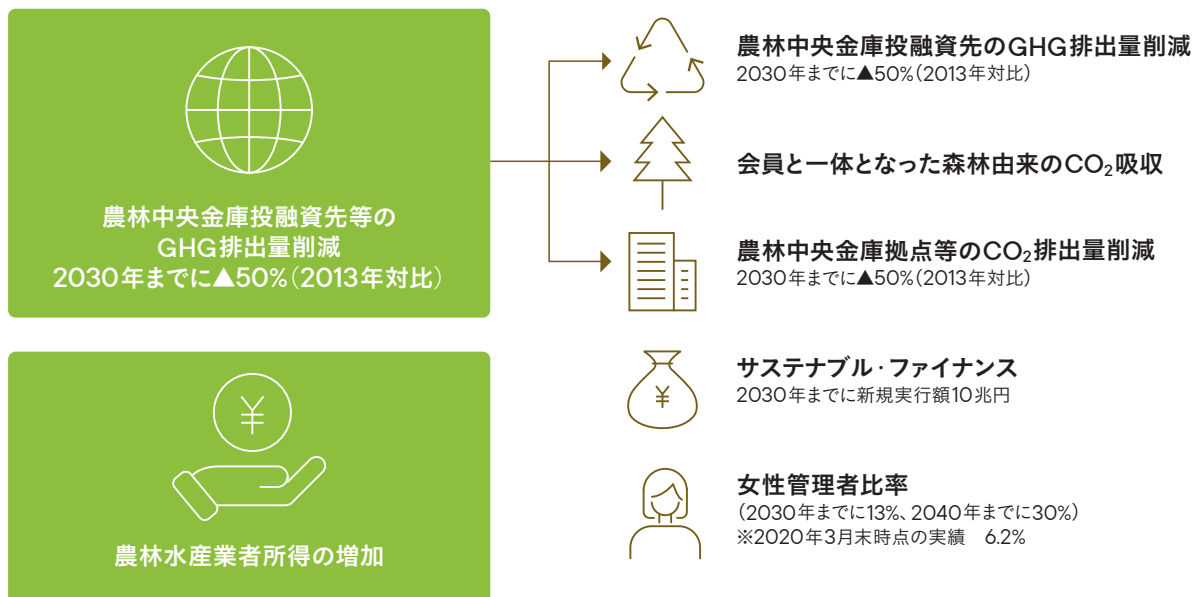 農林中央金庫投融資先等の
GHG排出量削減
2030年までに▲50%(2013年対比)
農林中央金庫投融資先のGHG排出量削減
2030年までに▲50%(2013年対比)
会員と一体となった森林由来のCO₂吸収
農林中央金庫拠点等のCO₂排出量削減
2030年までに▲50%(2013年対比)
¥
農林水産業者所得の増加
¥
サステナブル・ファイナンス
2030年までに新規実行額10兆円
女性管理者比率
(2030年までに13%、2040年までに30%)
※2020年3月末時点の実績　6.2%